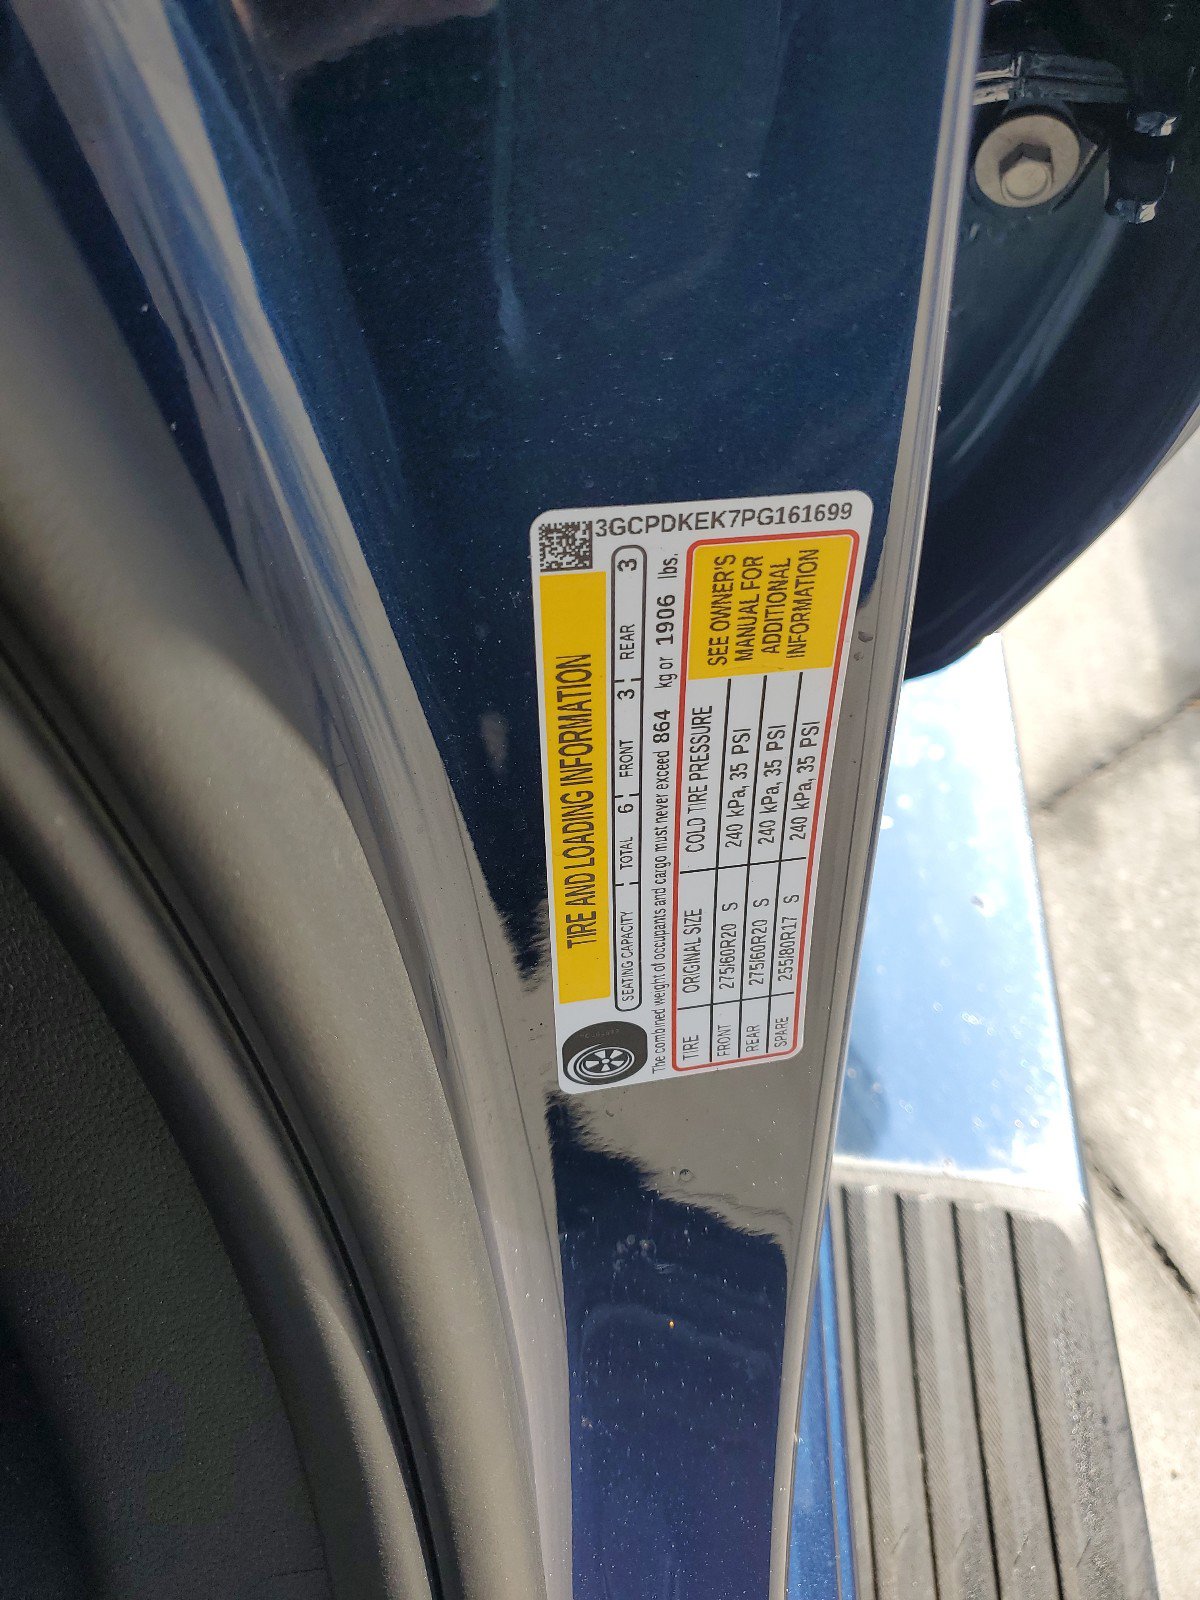 3GCPDKEK7PG161699
TIRE AND LOADING INFORMATION
SEATING CAPACITY TOTAL 6 FRONT 3 REAR 3
The combined weight of occupants and cargo must never exceed 864 kg or 1906 lbs.
TIRE ORIGINAL SIZE COLD TIRE PRESSURE
FRONT 275/60R20 S 240 kPa, 35 PSI
REAR 275/60R20 S 240 kPa, 35 PSI
SPARE 255/80R17 S 240 kPa, 35 PSI
SEE OWNER'S
MANUAL FOR
ADDITIONAL
INFORMATION